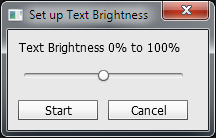 Set up Text Brightness
Text Brightness 0% to 100%
Start
Cancel